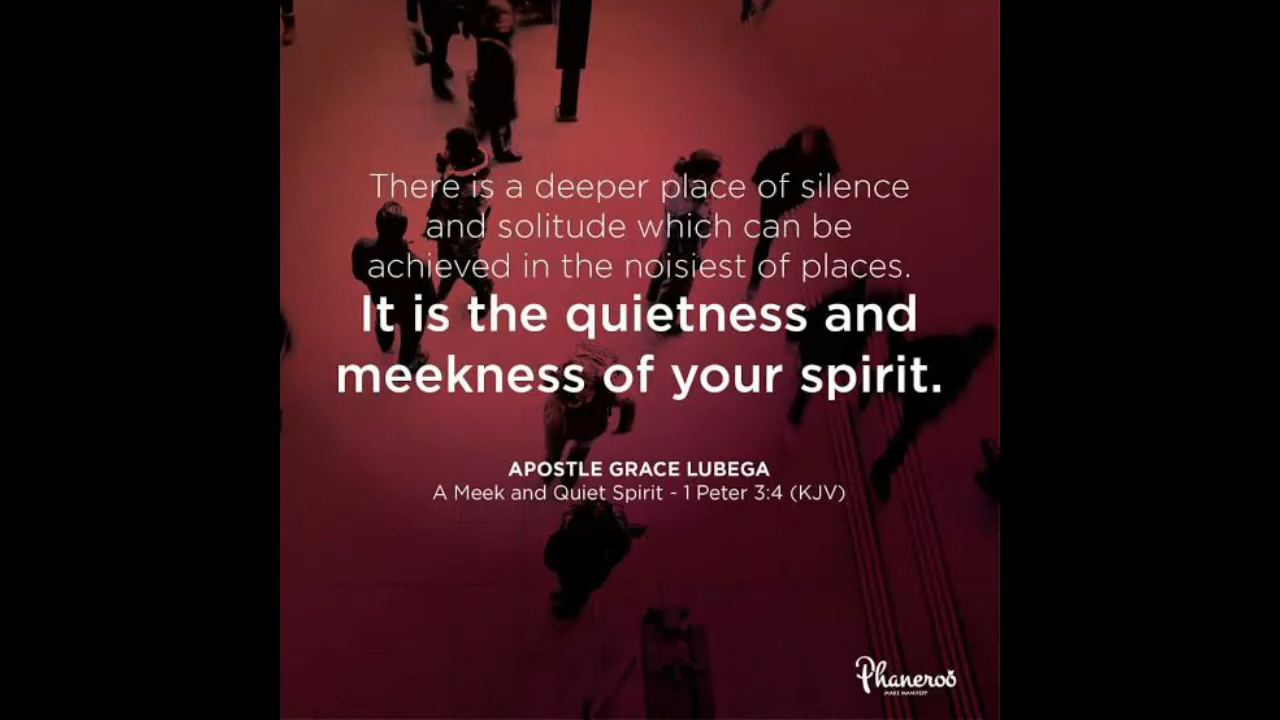 There is a deeper place of silence
and solitude which can be
achieved in the noisiest of places.
It is the quietness and
meekness of your spirit.
APOSTLE GRACE LUBEGA
A Meek and Quiet Spirit - 1 Peter 3:4 (KJV)
Phaneroo
MAKE MANIFEST